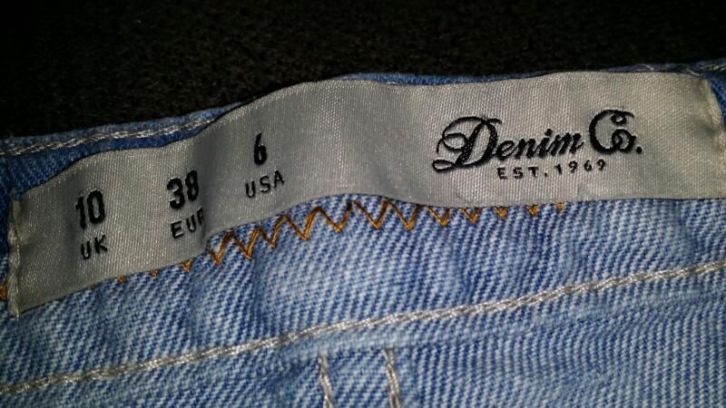 10 38 6
UK EUR USA
Denim Co.
EST. 1969